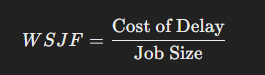 WSJF = Cost of Delay / Job Size